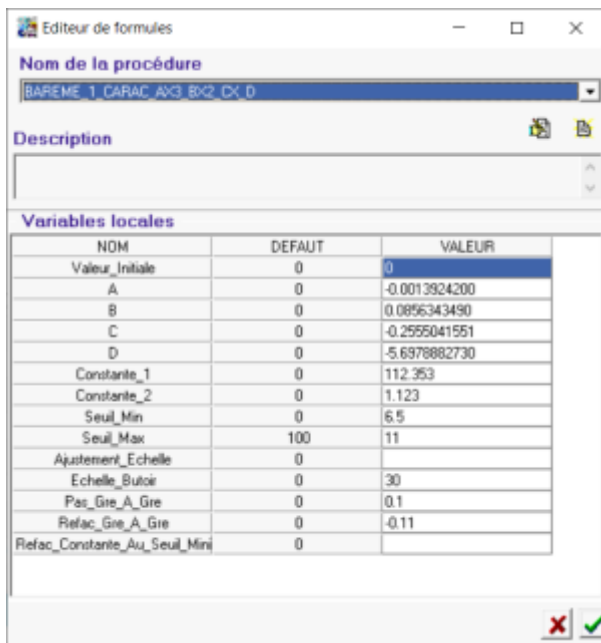 Editeur de formules
Nom de la procédure
BAREME_1_CARAC_AX3_BX2_CX_D
Description
Variables locales
NOM DEFAUT VALEUR
Valeur_Initiale 0 0
A 0 -0.0013924200
B 0 0.0856343490
C 0 -0.2555041551
D 0 -5.6978882730
Constante_1 0 112.353
Constante_2 0 1.123
Seuil_Min 0 6.5
Seuil_Max 100 11
Ajustement_Echelle 0
Echelle_Butoir 0 30
Pas_Gre_A_Gre 0 0.1
Refac_Gre_A_Gre 0 -0.11
Refac_Constante_Au_Seuil_Mini 0